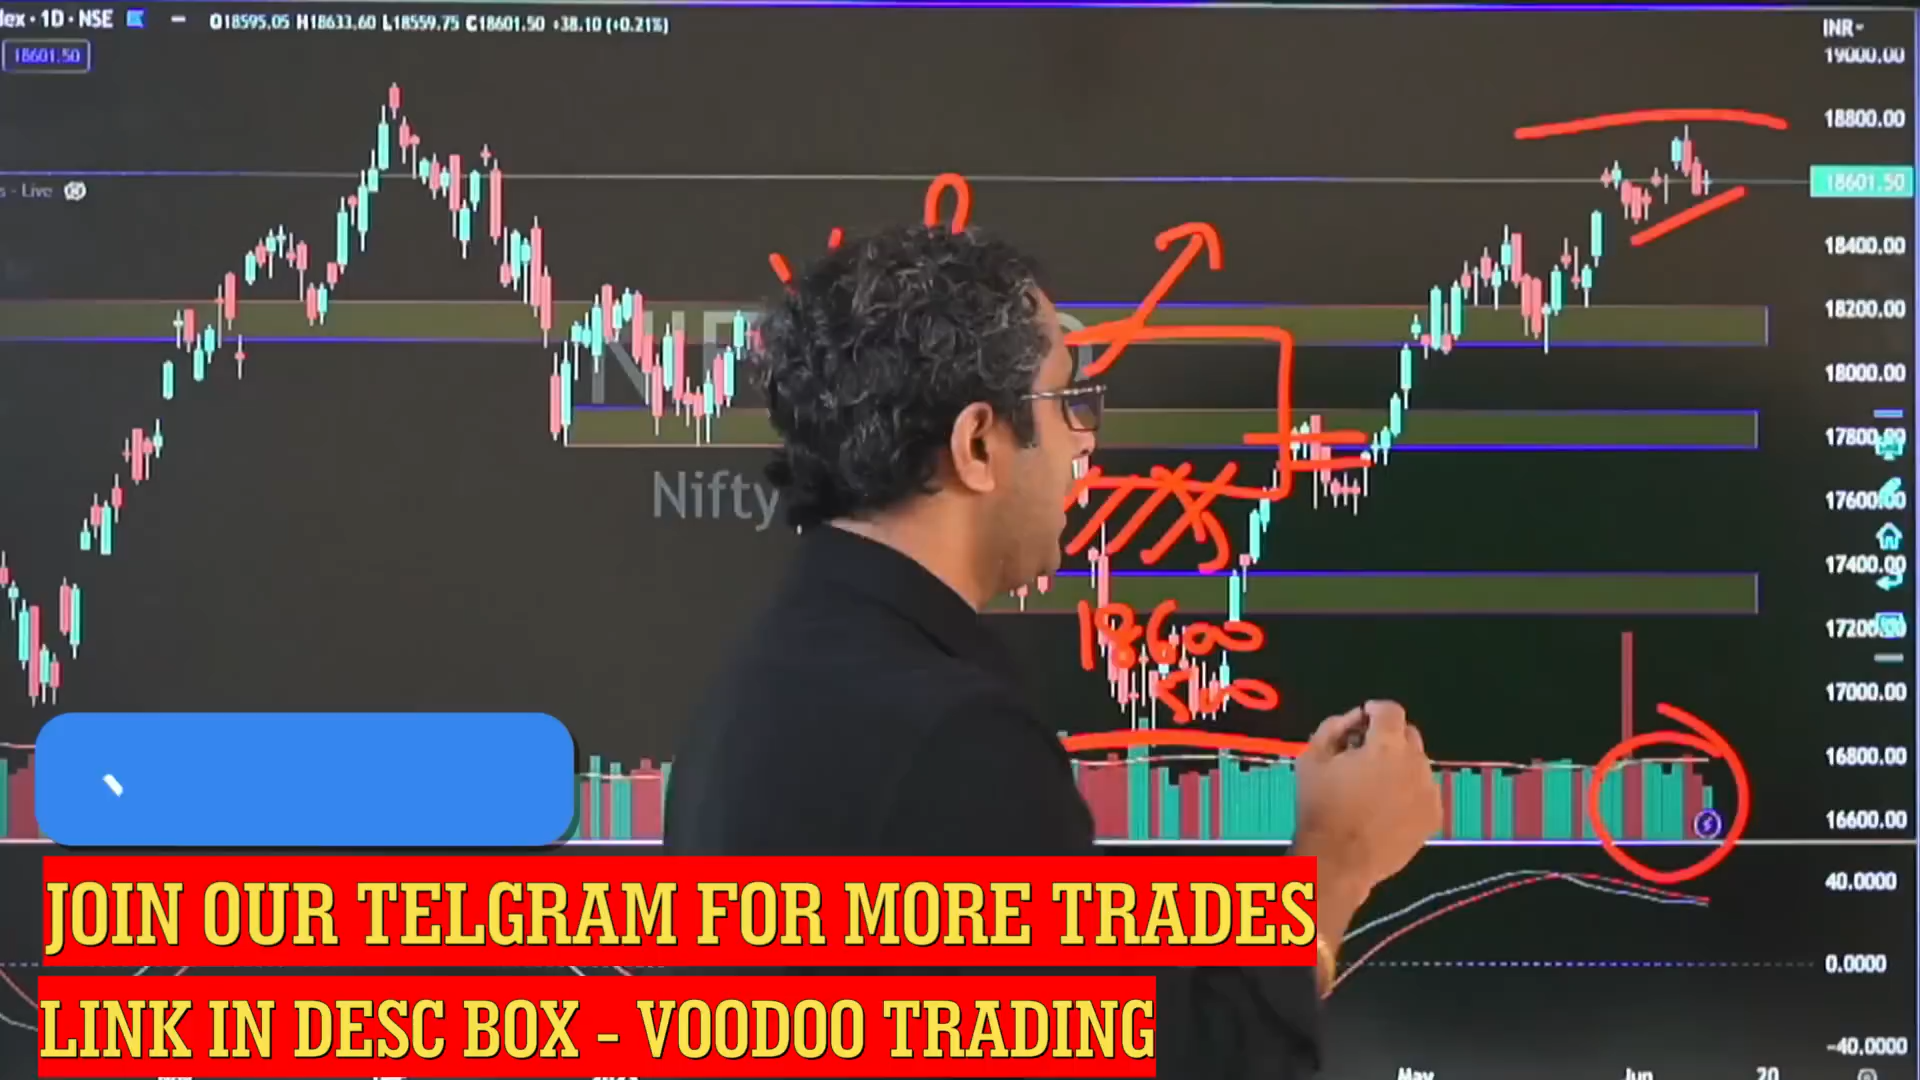 dex · 1D · NSE O18595.05 H18633.60 L18559.75 C18601.50 +38.10 (+0.21%)
INR
19000.00
18601.50
18800.00
18601.50
s - Live
18400.00
18200.00
18000.00
17800.00
Nifty
17600.00
17400.00
18600
17200.00
500
17000.00
16800.00
16600.00
JOIN OUR TELGRAM FOR MORE TRADES
40.0000
0.0000
LINK IN DESC BOX - VOODOO TRADING
-40.0000
May
Jun
20